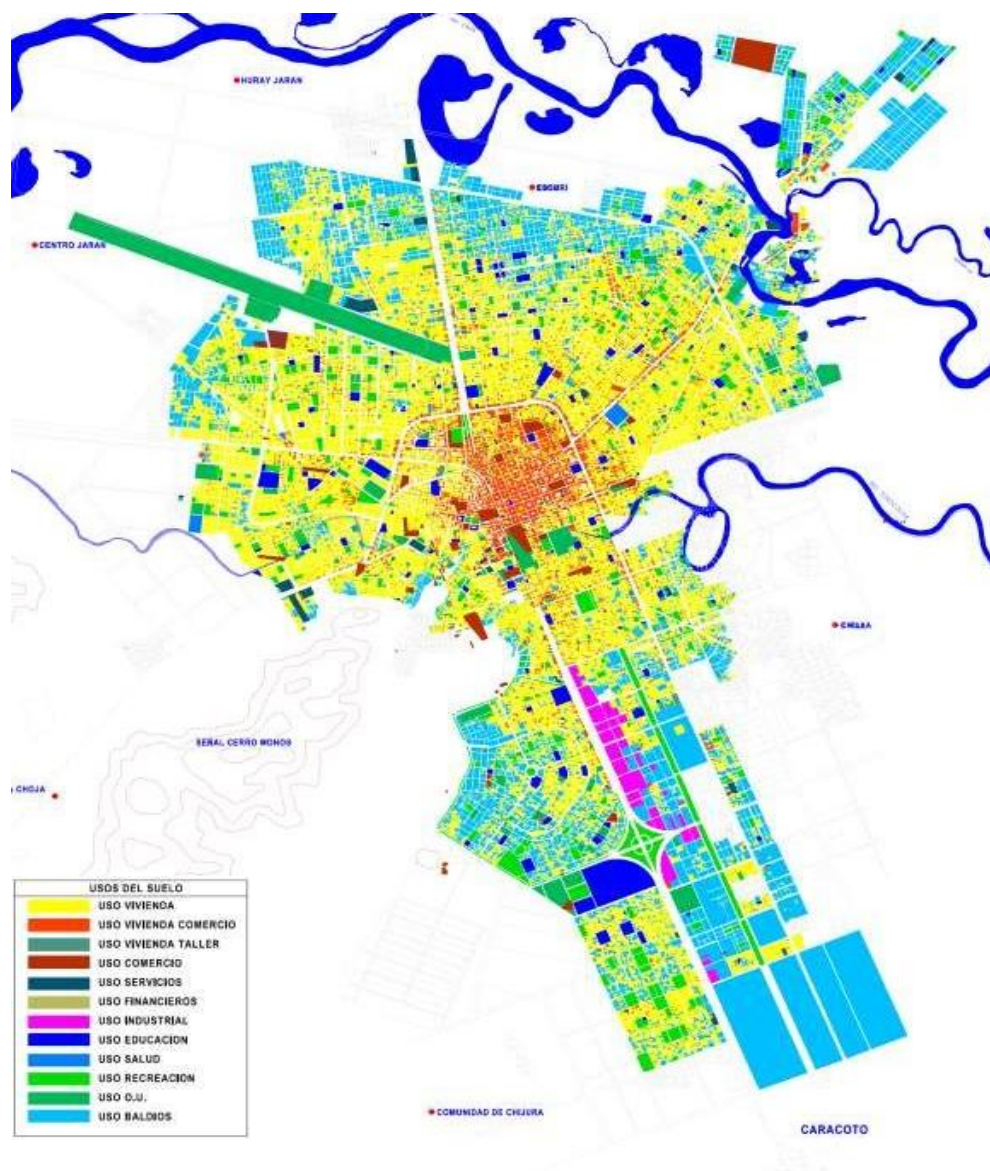 HURAY JARAN
ESQURI
CENTRO JARAN
SEÑAL CERRO MONOS
CHOJA
USOS DEL SUELO
USO VIVIENDA
USO VIVIENDA COMERCIO
USO VIVIENDA TALLER
USO COMERCIO
USO SERVICIOS
USO FINANCIEROS
USO INDUSTRIAL
USO EDUCACION
USO SALUD
USO RECREACION
USO O.U.
USO BALDIOS
COMUNIDAD DE CHIJURA
CARACOTO